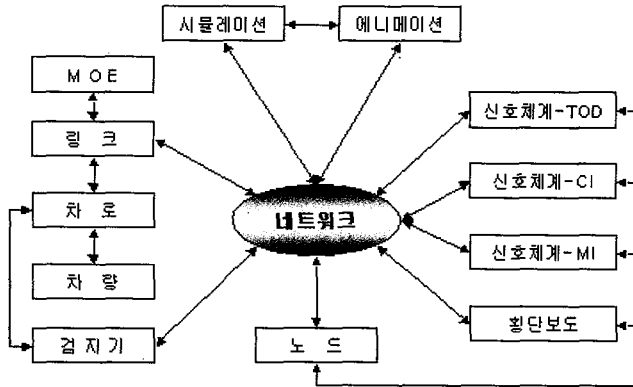 시뮬레이션
에니메이션
M O E
링 크
차 로
차 량
검 지 기
네트워크
노 드
신호체계-TOD
신호체계-CI
신호체계-MI
횡단보도